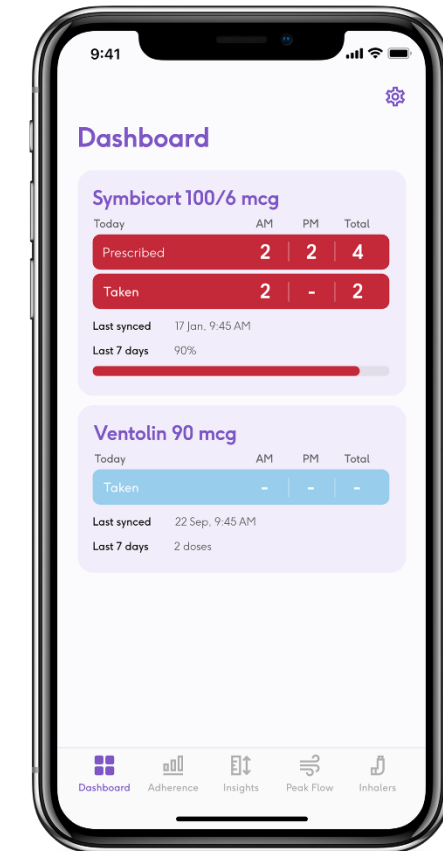 9:41
Dashboard
Symbicort 100/6 mcg
Today AM PM Total
Prescribed 2 2 4
Taken 2 - 2
Last synced 17 Jan, 9:45 AM
Last 7 days 90%
Ventolin 90 mcg
Today AM PM Total
Taken - - -
Last synced 22 Sep, 9:45 AM
Last 7 days 2 doses
Dashboard Adherence Insights Peak Flow Inhalers